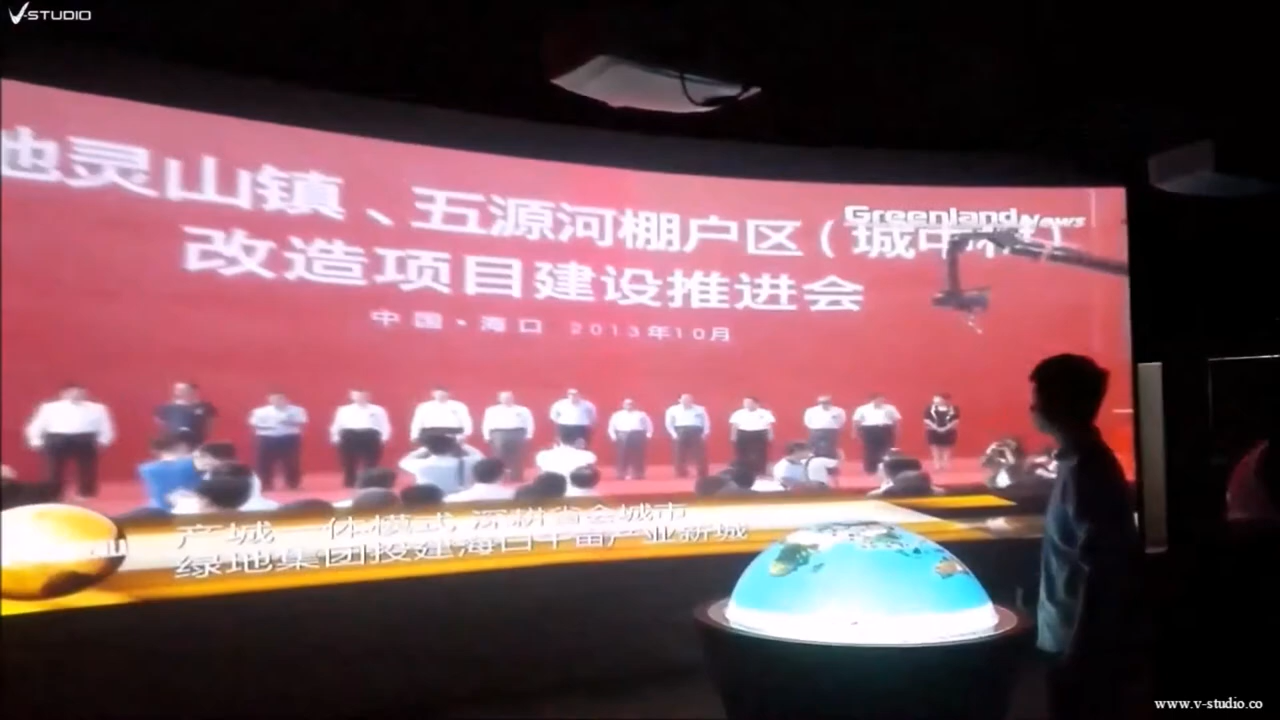 V-STUDIO
地灵山镇、五源河棚户区（城中村）
Greenland News
改造项目建设推进会
中国·海口 2013年10月
产城一体模式 深耕省会城市
绿地集团投建海口千亩产业新城
www.v-studio.co